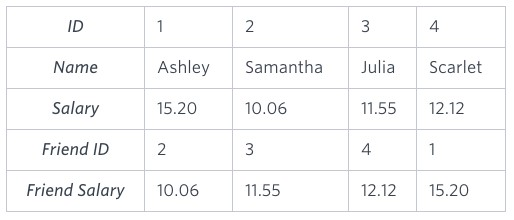 ID 1 2 3 4
Name Ashley Samantha Julia Scarlet
Salary 15.20 10.06 11.55 12.12
Friend ID 2 3 4 1
Friend Salary 10.06 11.55 12.12 15.20